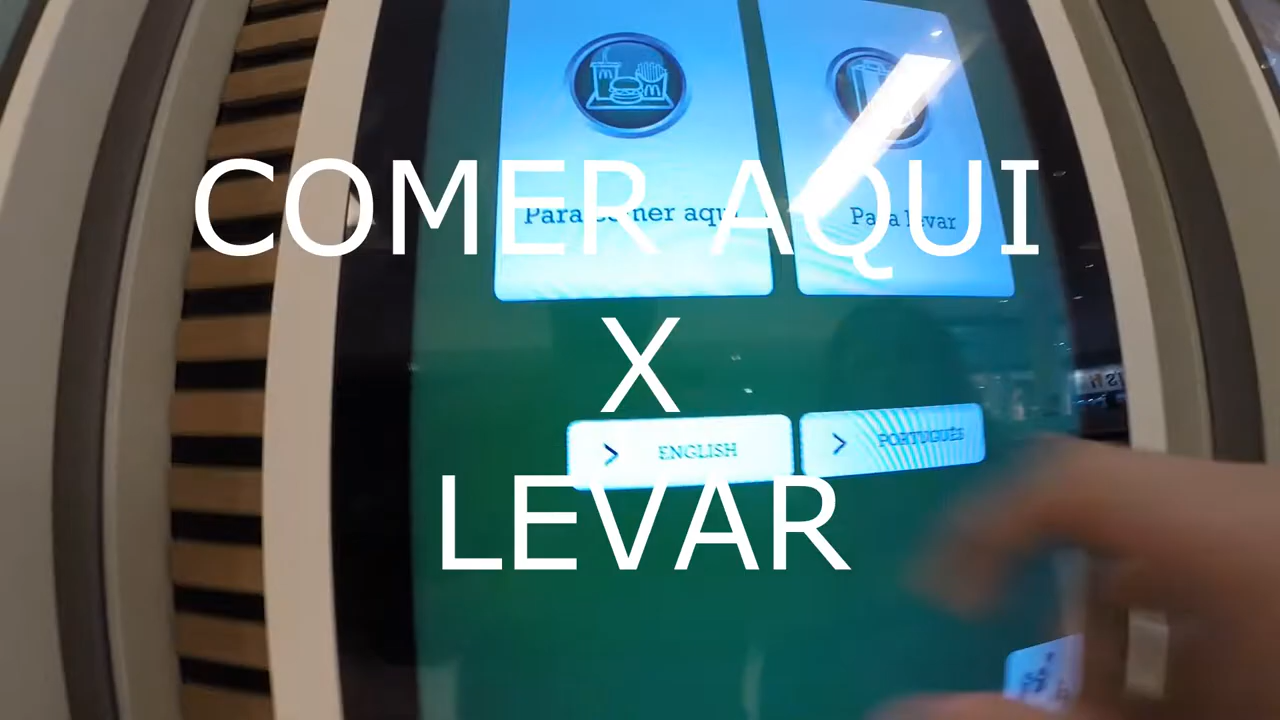 Para comer aqui
Para levar
COMER AQUI
X
LEVAR
ENGLISH
PORTUGUÊS